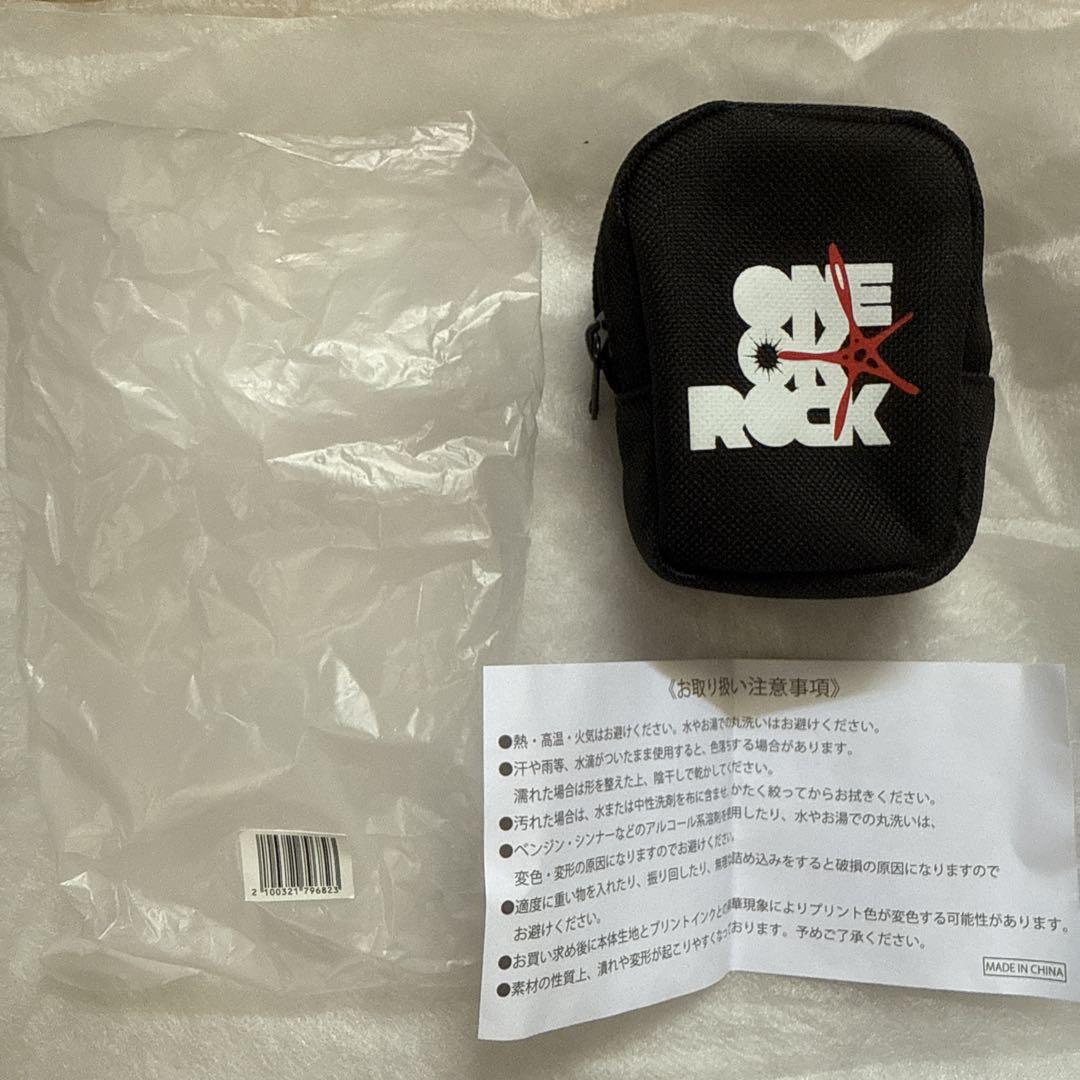 ONE
OK
ROCK
《お取り扱い注意事項》
●熱・高温・火気はお避けください。水やお湯での丸洗いはお避けください。
●汗や雨等、水滴がついたまま使用すると、色落ちする場合があります。
濡れた場合は形を整えた上、陰干しで乾かしてください。
●汚れた場合は、水または中性洗剤を布に含ませ、かたく絞ってからお拭きください。
●ベンジン・シンナーなどのアルコール系溶剤を使用したり、水やお湯での丸洗いは、
変色・変形の原因になりますのでお避けください。
●適度に重い物を入れたり、振り回したり、無理な詰め込みをすると破損の原因になりますので
お避けください。
●お買い求め後に本体生地とプリントインクとの昇華現象によりプリント色が変色する可能性があります。
●素材の性質上、潰れや変形が起こりやすくなっております。予めご了承ください。
MADE IN CHINA
2 100321 796823